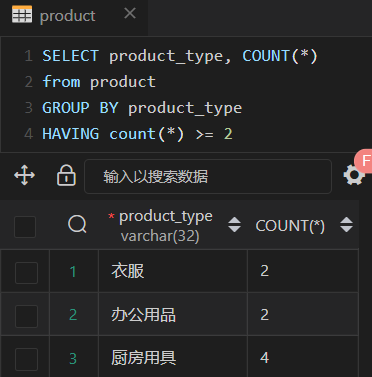 product
1 SELECT product_type, COUNT(*)
2 from product
3 GROUP BY product_type
4 HAVING count(*) >= 2
输入以搜索数据
F
* product_type COUNT(*)
varchar(32)
1 衣服 2
2 办公用品 2
3 厨房用具 4